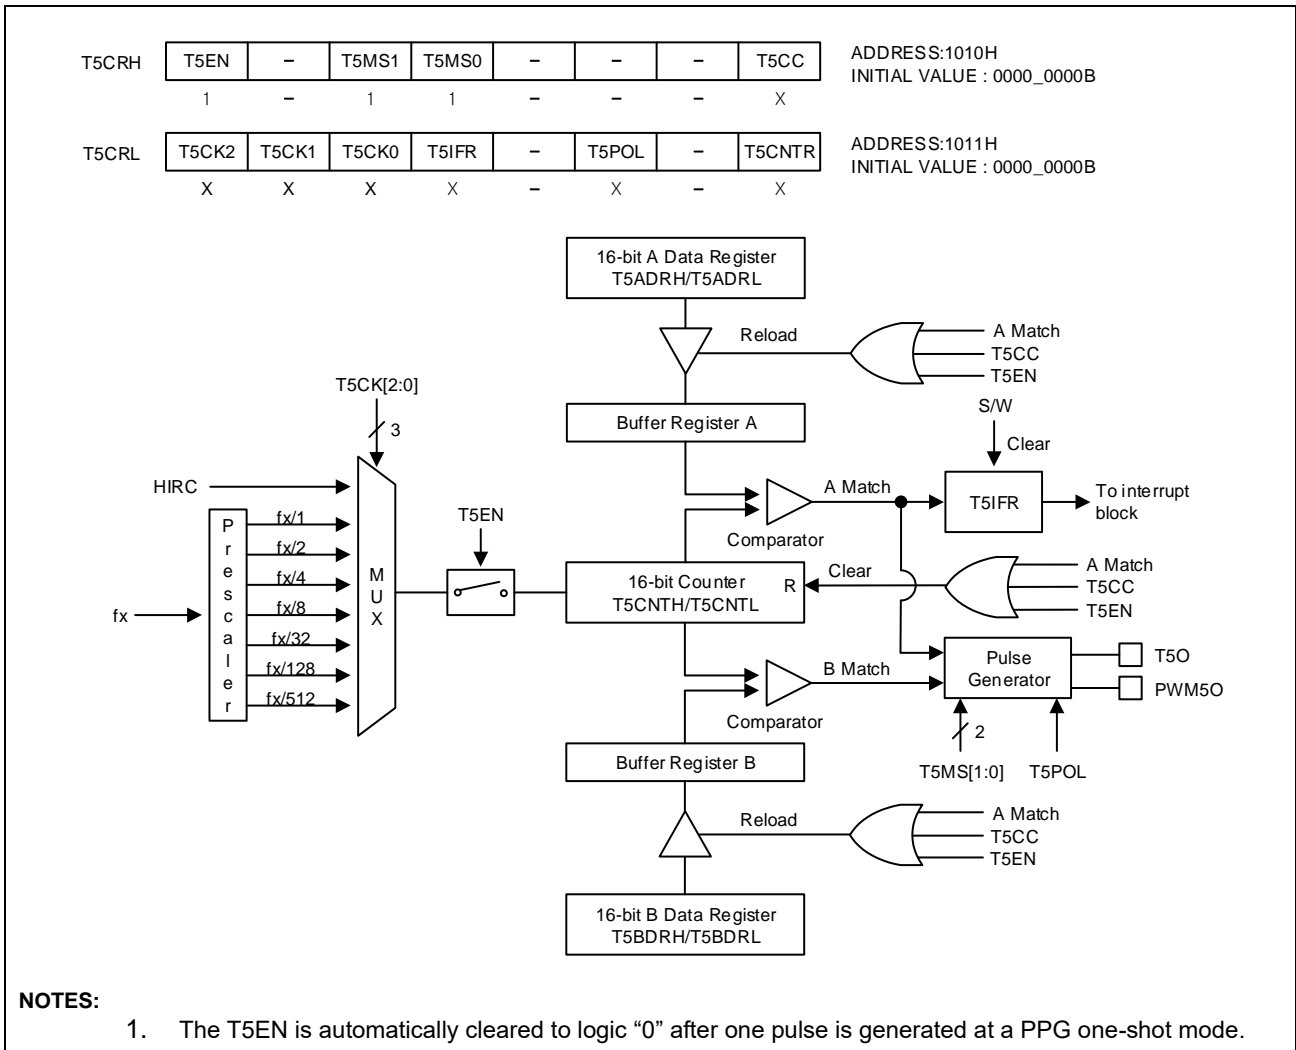 T5CRH T5EN – T5MS1 T5MS0 – – – T5CC ADDRESS:1010H
INITIAL VALUE : 0000_0000B
1 – 1 1 – – – X
T5CRL T5CK2 T5CK1 T5CK0 T5IFR – T5POL – T5CNTR ADDRESS:1011H
INITIAL VALUE : 0000_0000B
X X X X – X – X
16-bit A Data Register
T5ADRH/T5ADRL
Reload
A Match
T5CC
T5EN
T5CK[2:0]
3
Buffer Register A
S/W
Clear
HIRC
A Match
T5IFR
To interrupt
block
Comparator
T5EN
Prescaler
fx/1
fx/2
fx/4
fx/8
fx/32
fx/128
fx/512
fx
MUX
16-bit Counter
T5CNTH/T5CNTL
R
Clear
A Match
T5CC
T5EN
B Match
Pulse
Generator
T5O
PWM5O
Comparator
2
T5MS[1:0]
T5POL
Buffer Register B
Reload
A Match
T5CC
T5EN
16-bit B Data Register
T5BDRH/T5BDRL
NOTES:
1. The T5EN is automatically cleared to logic “0” after one pulse is generated at a PPG one-shot mode.